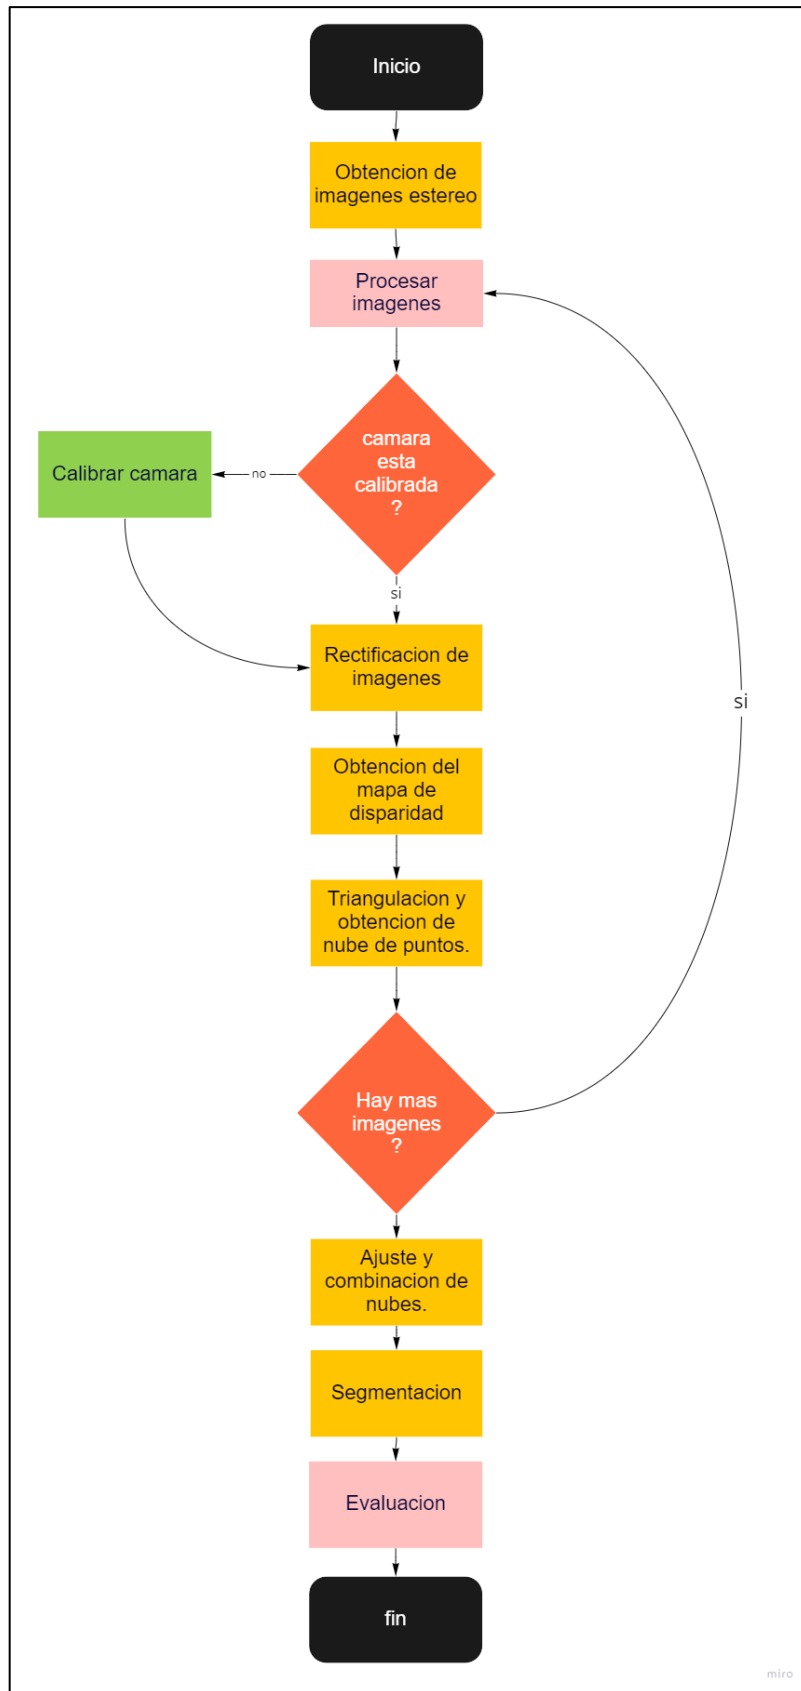 Inicio
Obtencion de
imagenes estereo
Procesar
imagenes
camara
esta
calibrada
?
no
Calibrar camara
si
Rectificacion de
imagenes
Obtencion del
mapa de
disparidad
si
Triangulacion y
obtencion de
nube de puntos.
Hay mas
imagenes
?
Ajuste y
combinacion de
nubes.
Segmentacion
Evaluacion
fin
miro